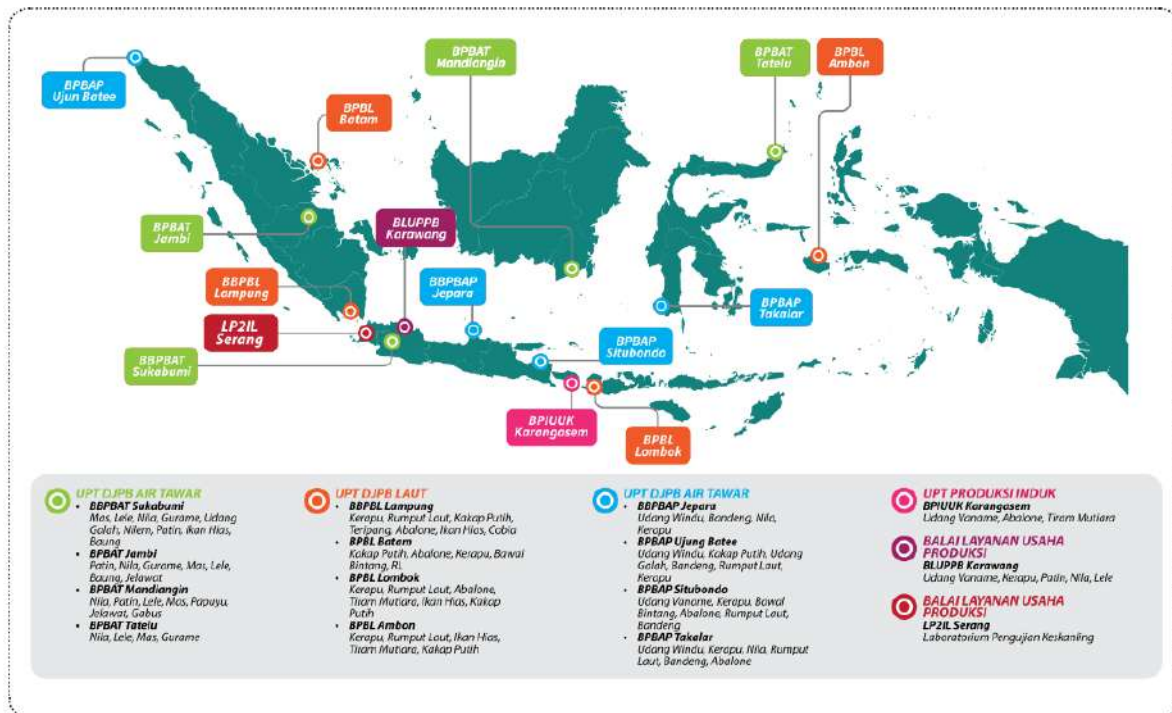 BPBAP
Ujun Batee
BPBL
Batam
BPBAT
Mandiangin
BPBAT
Tatelu
BPBL
Ambon
BPBAT
Jambi
BLUPPB
Karawang
BBPBL
Lampung
BBPBAP
Jepara
BPBAP
Takalar
LP2IL
Serang
BPBAP
Situbondo
BBPBAT
Sukabumi
BPIUUK
Karangasem
BPBL
Lombok
UPT DJPB AIR TAWAR
• BBPBAT Sukabumi
Mas, Lele, Nila, Gurame, Udang
Galah, Nilem, Patin, Ikan Hias,
Baung
• BPBAT Jambi
Patin, Nila, Gurame, Mas, Lele,
Baung, Jelawat
• BPBAT Mandiangin
Nila, Patin, Lele, Mas, Papuyu,
Jelawat, Gabus
• BPBAT Tatelu
Nila, Lele, Mas, Gurame
UPT DJPB LAUT
• BBPBL Lampung
Kerapu, Rumput Laut, Kakap Putih,
Teripang, Abalone, Ikan Hias, Cobia
• BPBL Batam
Kakap Putih, Abalone, Kerapu, Bawal
Bintang, RL
• BPBL Lombok
Kerapu, Rumput Laut, Abalone,
Tiram Mutiara, Ikan Hias, Kakap
Putih
• BPBL Ambon
Kerapu, Rumput Laut, Ikan Hias,
Tiram Mutiara, Kakap Putih
UPT DJPB AIR TAWAR
• BBPBAP Jepara
Udang Windu, Bandeng, Nila,
Kerapu
• BPBAP Ujung Batee
Udang Windu, Kakap Putih, Udang
Galah, Bandeng, Rumput Laut,
Kerapu
• BPBAP Situbondo
Udang Vaname, Kerapu, Bawal
Bintang, Abalone, Rumput Laut,
Bandeng
• BPBAP Takalar
Udang Windu, Kerapu, Nila, Rumput
Laut, Bandeng, Abalone
UPT PRODUKSI INDUK
BPIUUK Karangasem
Udang Vaname, Abalone, Tiram Mutiara
BALAI LAYANAN USAHA
PRODUKSI
BLUPPB Karawang
Udang Vaname, Kerapu, Patin, Nila, Lele
BALAI LAYANAN USAHA
PRODUKSI
LP2IL Serang
Laboratorium Pengujian Keskanling